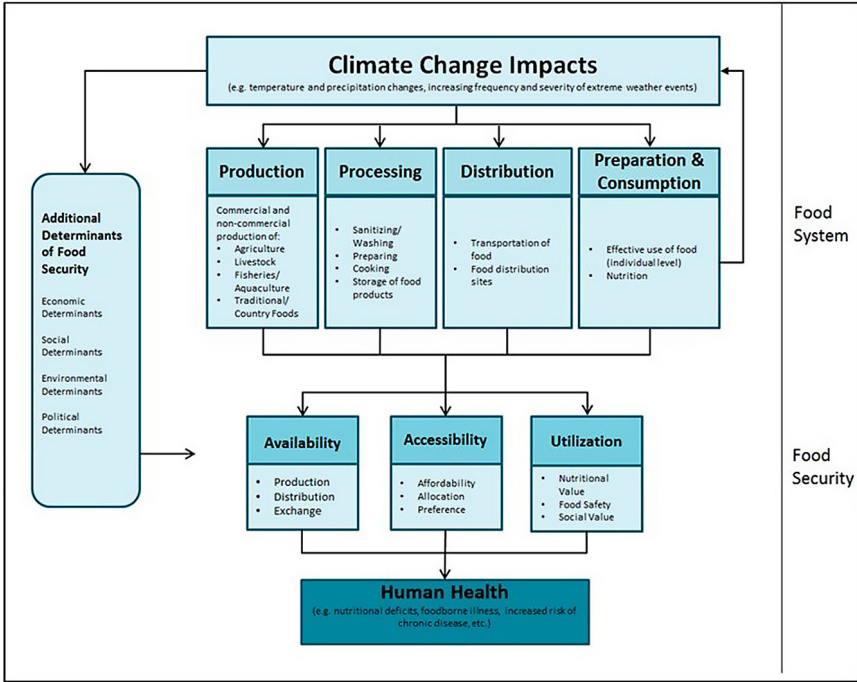 Climate Change Impacts
(e.g. temperature and precipitation changes, increasing frequency and severity of extreme weather events)
Additional
Determinants
of Food
Security
Economic
Determinants
Social
Determinants
Environmental
Determinants
Political
Determinants
Production
Commercial and
non-commercial
production of:
• Agriculture
• Livestock
• Fisheries/
Aquaculture
• Traditional/
Country Foods
Processing
• Sanitizing/
Washing
• Preparing
• Cooking
• Storage of food
products
Distribution
• Transportation of
food
• Food distribution
sites
Preparation &
Consumption
• Effective use of food
(individual level)
• Nutrition
Food
System
Availability
• Production
• Distribution
• Exchange
Accessibility
• Affordability
• Allocation
• Preference
Utilization
• Nutritional
Value
• Food Safety
• Social Value
Food
Security
Human Health
(e.g. nutritional deficits, foodborne illness, increased risk of
chronic disease, etc.)